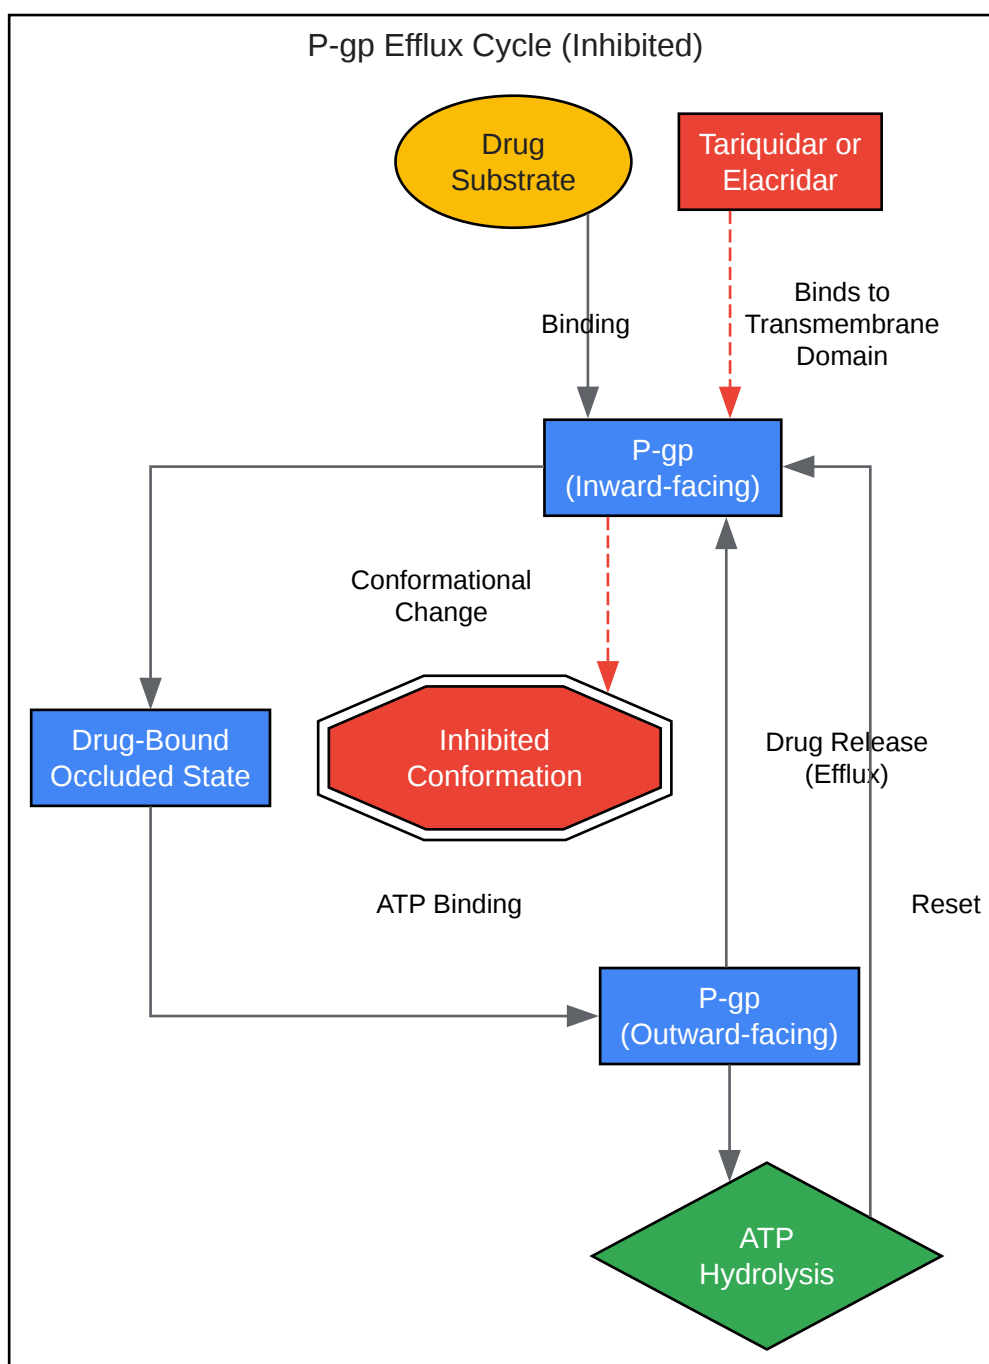 P-gp Efflux Cycle (Inhibited)
Drug
Substrate
Tariquidar or
Elacridar
Binding
Binds to
Transmembrane
Domain
P-gp
(Inward-facing)
Conformational
Change
Drug-Bound
Occluded State
Inhibited
Conformation
Drug Release
(Efflux)
ATP Binding
Reset
P-gp
(Outward-facing)
ATP
Hydrolysis